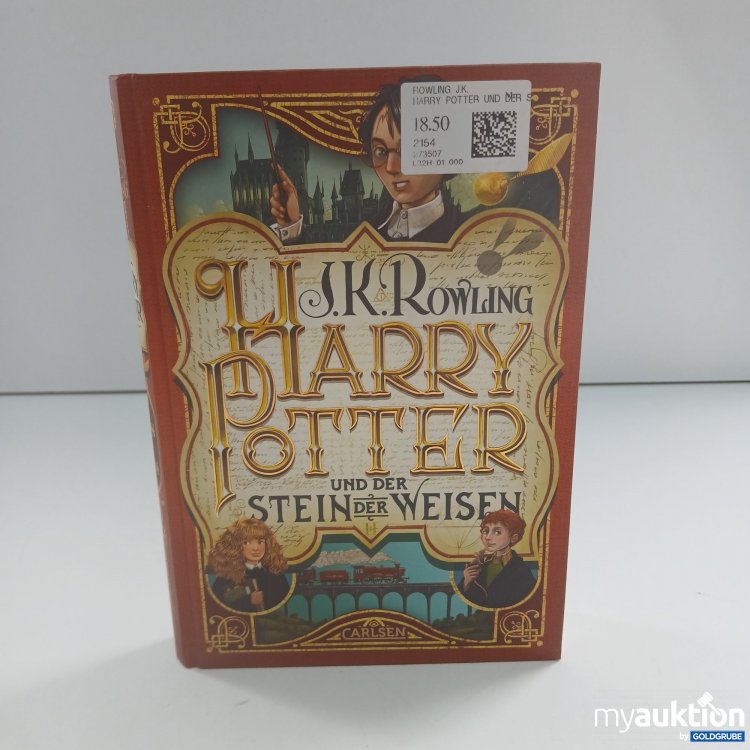 ROWLING J.K.
HARRY POTTER UND DER S
18.50
2154
273507
J.K. ROWLING
HARRY
POTTER
UND DER
STEIN DER WEISEN
CARLSEN
myauktion
by GOLDGRUBE